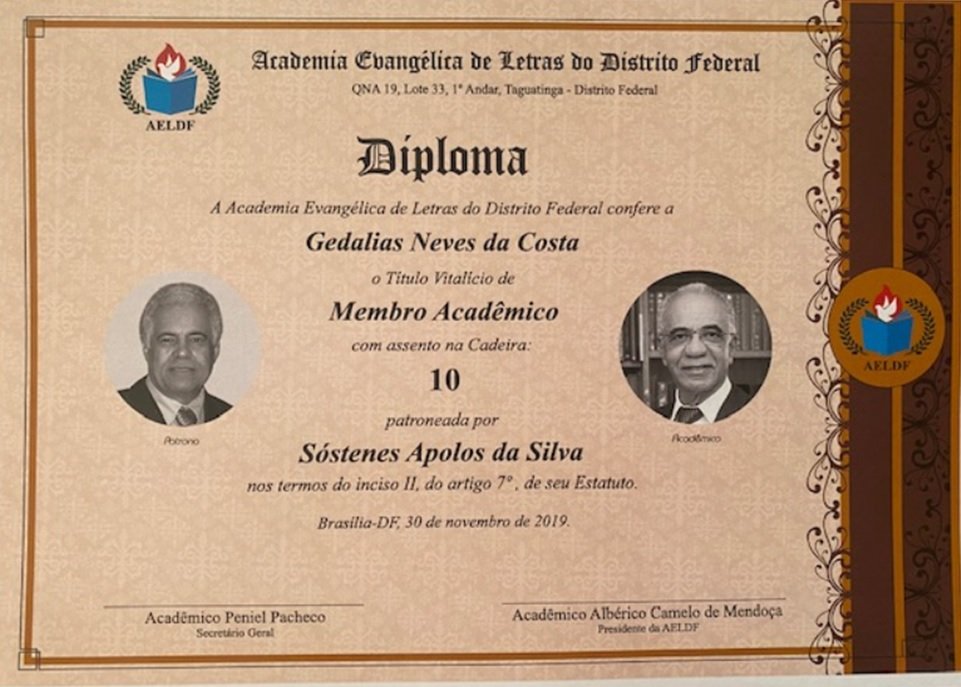 Academia Evangélica de Letras do Distrito Federal
QNA 19, Lote 33, 1º Andar, Taguatinga - Distrito Federal
AELDF
Diploma
A Academia Evangélica de Letras do Distrito Federal confere a
Gedalias Neves da Costa
o Título Vitalício de
Membro Acadêmico
com assento na Cadeira:
10
patroneada por
Sóstenes Apolos da Silva
nos termos do inciso II, do artigo 7º, de seu Estatuto.
Brasília-DF, 30 de novembro de 2019.
Patrono
Acadêmico
AELDF
Acadêmico Peniel Pacheco
Secretário Geral
Acadêmico Albérico Camelo de Mendoça
Presidente da AELDF